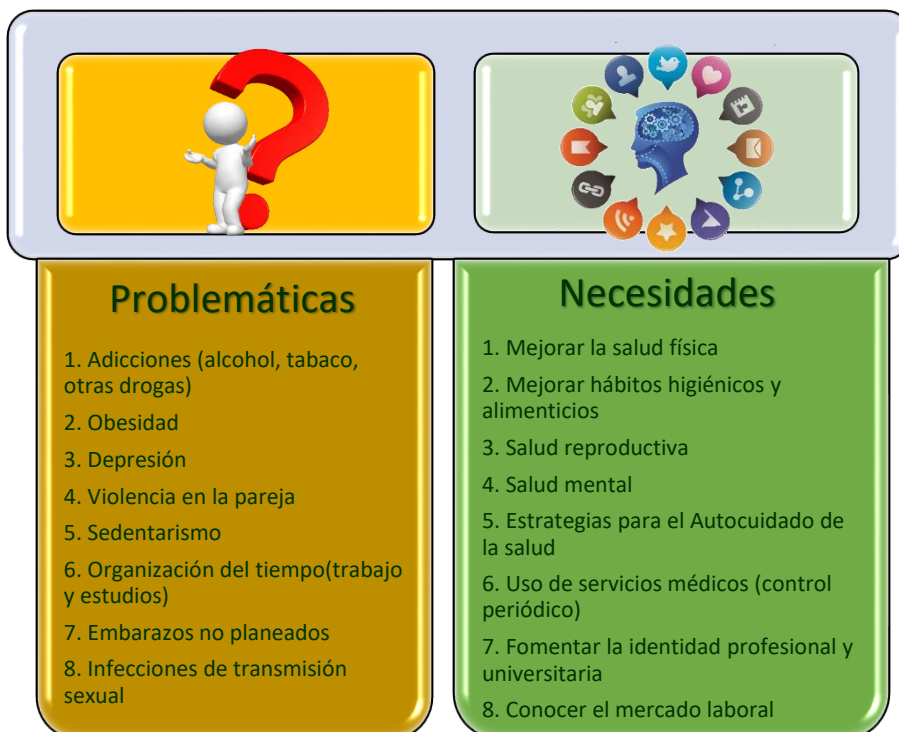 Problemáticas
1. Adicciones (alcohol, tabaco,
otras drogas)
2. Obesidad
3. Depresión
4. Violencia en la pareja
5. Sedentarismo
6. Organización del tiempo(trabajo
y estudios)
7. Embarazos no planeados
8. Infecciones de transmisión
sexual
Necesidades
1. Mejorar la salud física
2. Mejorar hábitos higiénicos y
alimenticios
3. Salud reproductiva
4. Salud mental
5. Estrategias para el Autocuidado de
la salud
6. Uso de servicios médicos (control
periódico)
7. Fomentar la identidad profesional y
universitaria
8. Conocer el mercado laboral